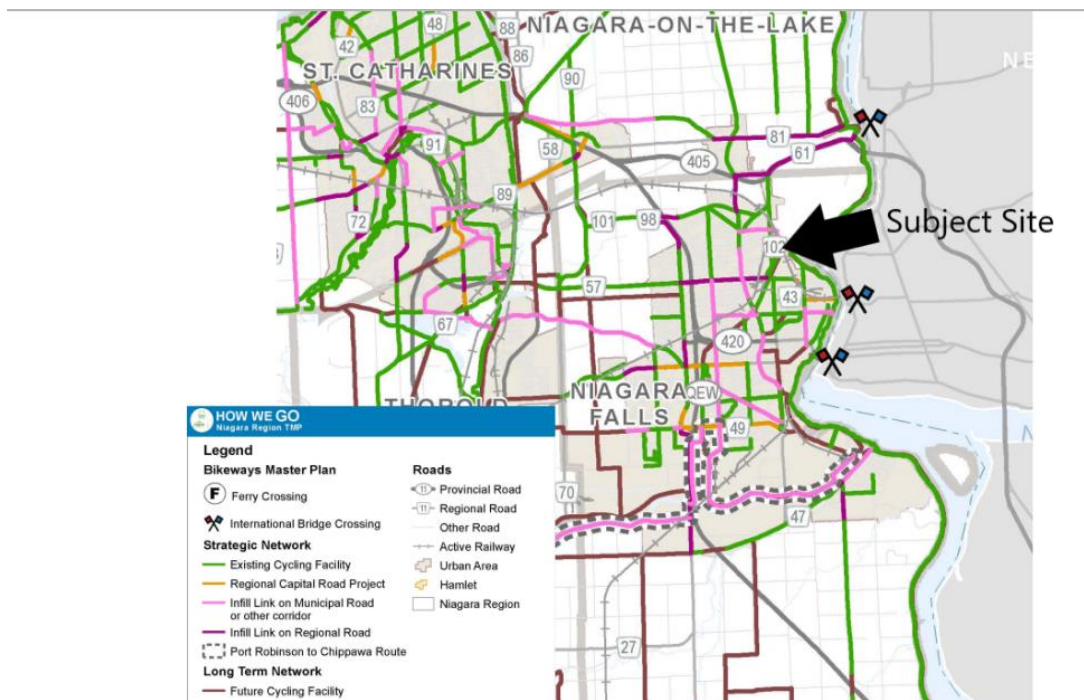 NIAGARA-ON-THE-LAKE
48
88
42
86
ST. CATHARINES
90
NE
406
83
81
91
58
61
405
89
Subject Site
72
101
98
102
57
43
67
420
NIAGARA
FALLS
QEW
THOROLD
N
49
70
47
27
HOW WE GO
Niagara Region TMP
Legend
Bikeways Master Plan
F Ferry Crossing
International Bridge Crossing
Strategic Network
Existing Cycling Facility
Regional Capital Road Project
Infill Link on Municipal Road
or other corridor
Infill Link on Regional Road
Port Robinson to Chippawa Route
Long Term Network
Future Cycling Facility
Roads
11 Provincial Road
11 Regional Road
Other Road
Active Railway
Urban Area
Hamlet
Niagara Region